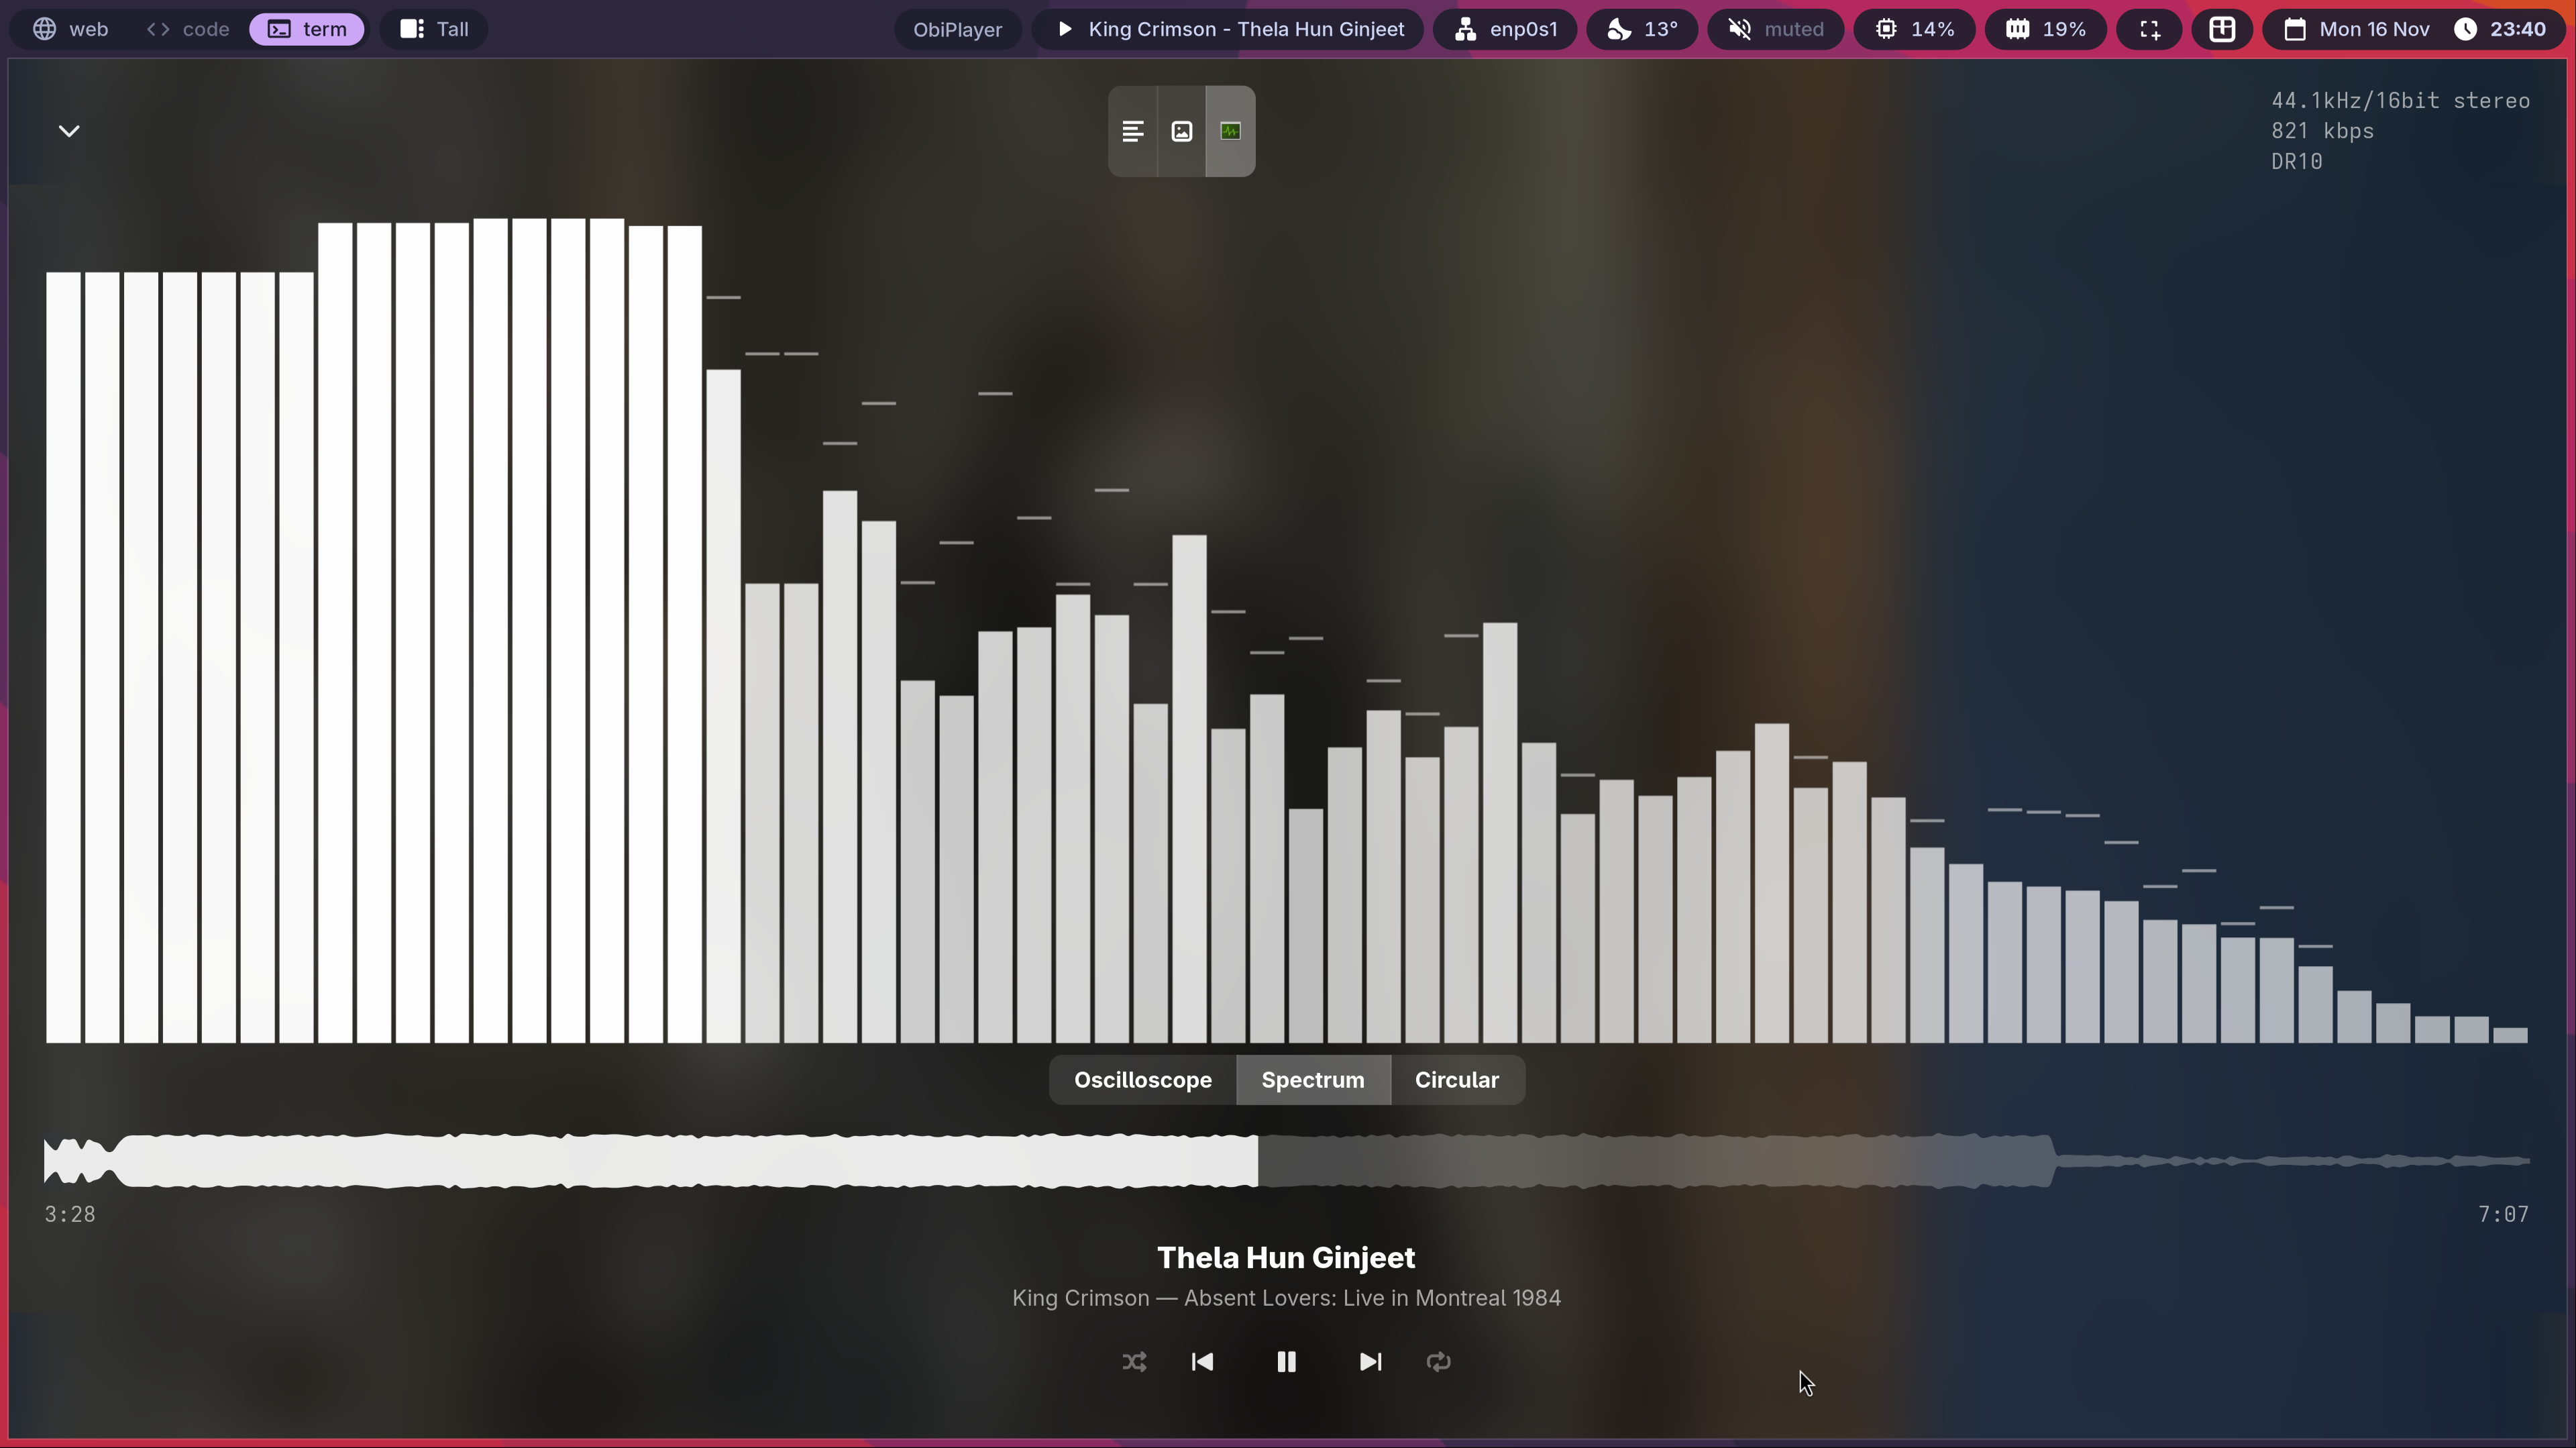 web code term Tall ObiPlayer King Crimson - Thela Hun Ginjeet enp0s1 13° muted 14% 19% Mon 16 Nov 23:40
44.1kHz/16bit stereo
821 kbps
DR10
Oscilloscope Spectrum Circular
3:28 7:07
Thela Hun Ginjeet
King Crimson — Absent Lovers: Live in Montreal 1984